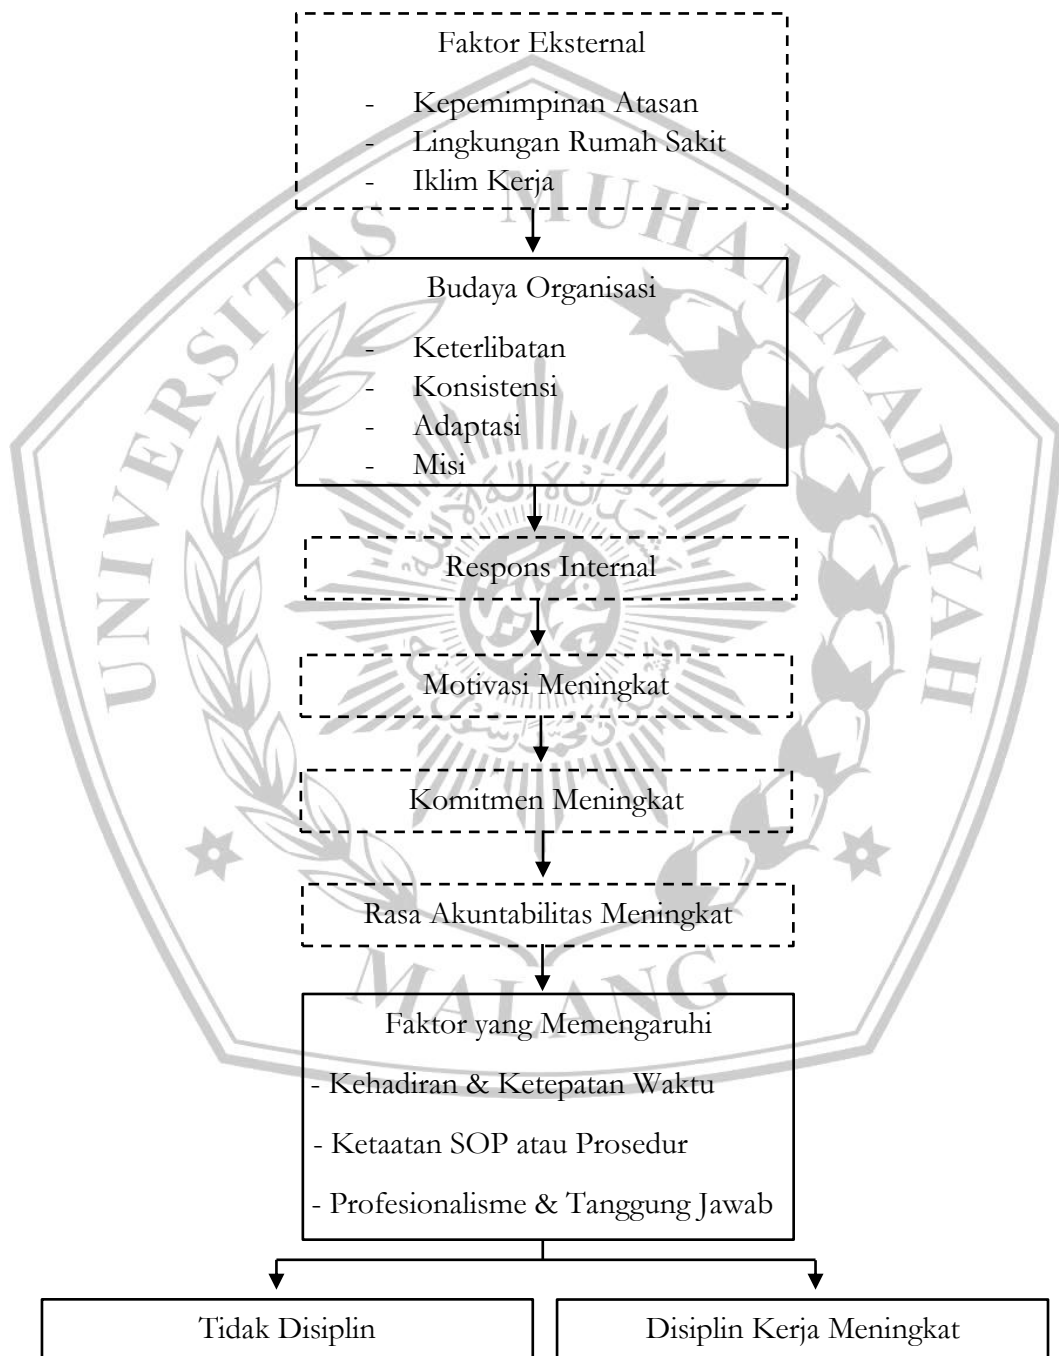 Faktor Eksternal
- Kepemimpinan Atasan
- Lingkungan Rumah Sakit
- Iklim Kerja
UNIVERSITAS MUHAMMADIYAH
Budaya Organisasi
- Keterlibatan
- Konsistensi
- Adaptasi
- Misi
Respons Internal
Motivasi Meningkat
Komitmen Meningkat
Rasa Akuntabilitas Meningkat
MALANG
Faktor yang Memengaruhi
- Kehadiran & Ketepatan Waktu
- Ketaatan SOP atau Prosedur
- Profesionalisme & Tanggung Jawab
Tidak Disiplin
Disiplin Kerja Meningkat